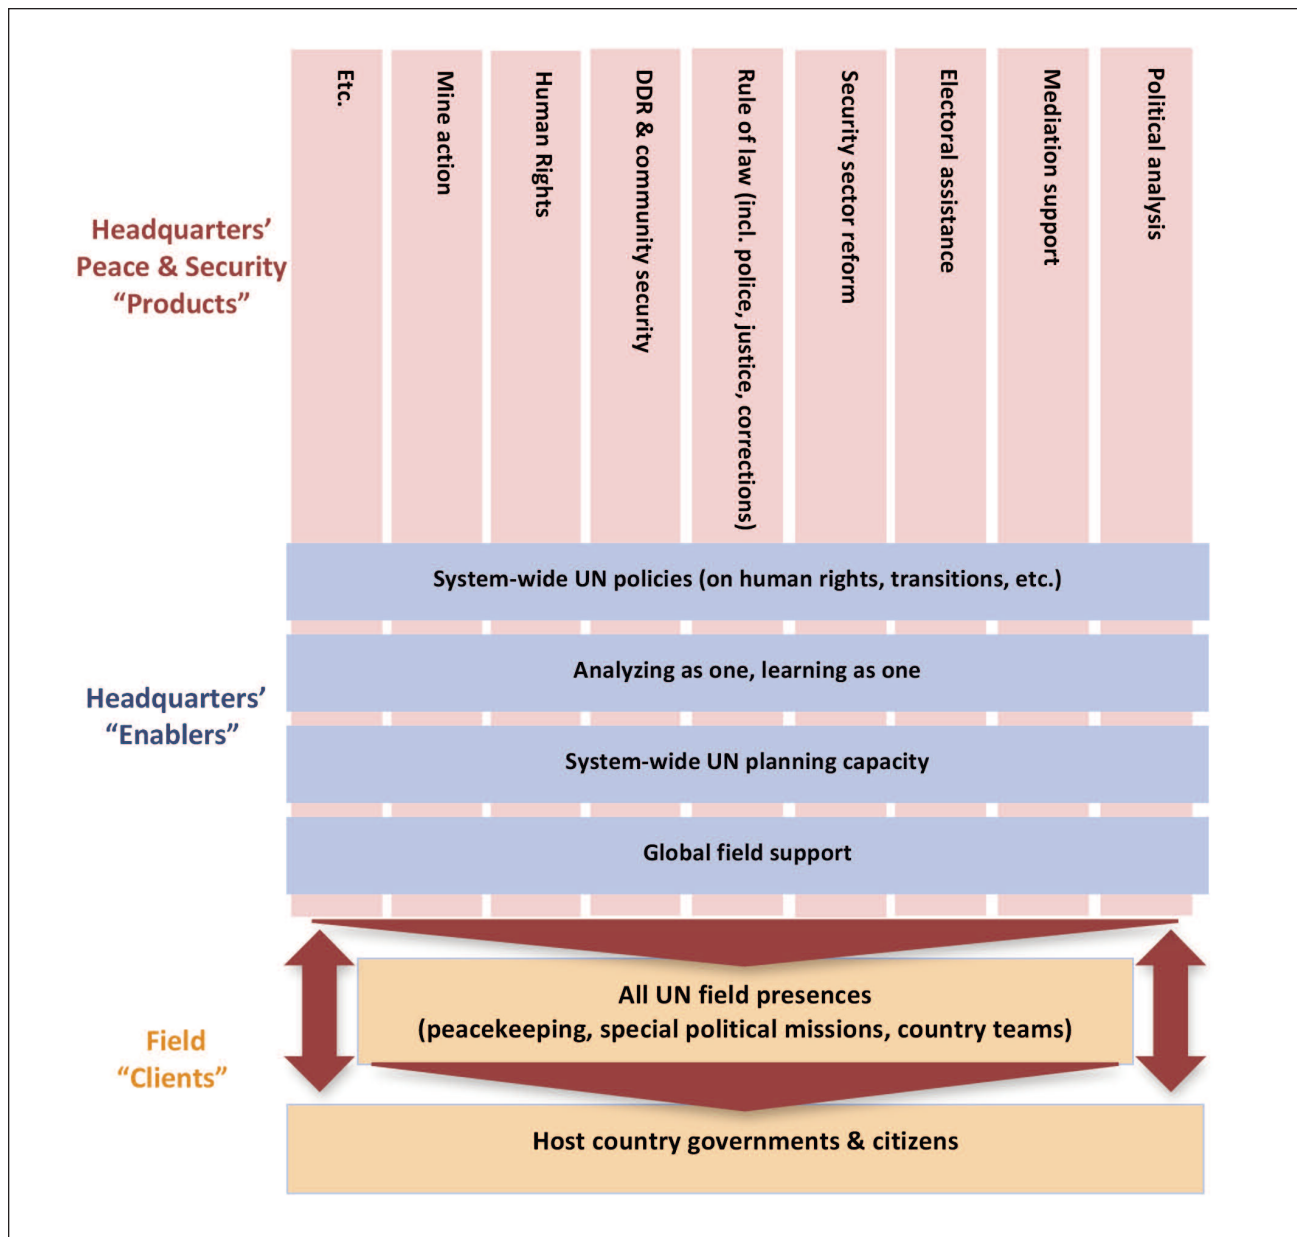 Etc.
Mine action
Human Rights
DDR & community security
Rule of law (incl. police, justice, corrections)
Security sector reform
Electoral assistance
Mediation support
Political analysis
Headquarters’
Peace & Security
“Products”
System-wide UN policies (on human rights, transitions, etc.)
Analyzing as one, learning as one
Headquarters’
“Enablers”
System-wide UN planning capacity
Global field support
All UN field presences
(peacekeeping, special political missions, country teams)
Field
“Clients”
Host country governments & citizens